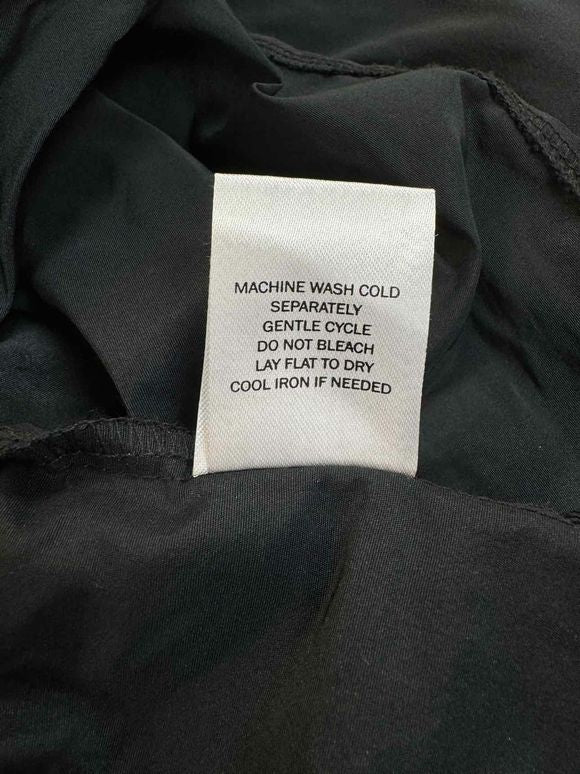 MACHINE WASH COLD
SEPARATELY
GENTLE CYCLE
DO NOT BLEACH
LAY FLAT TO DRY
COOL IRON IF NEEDED